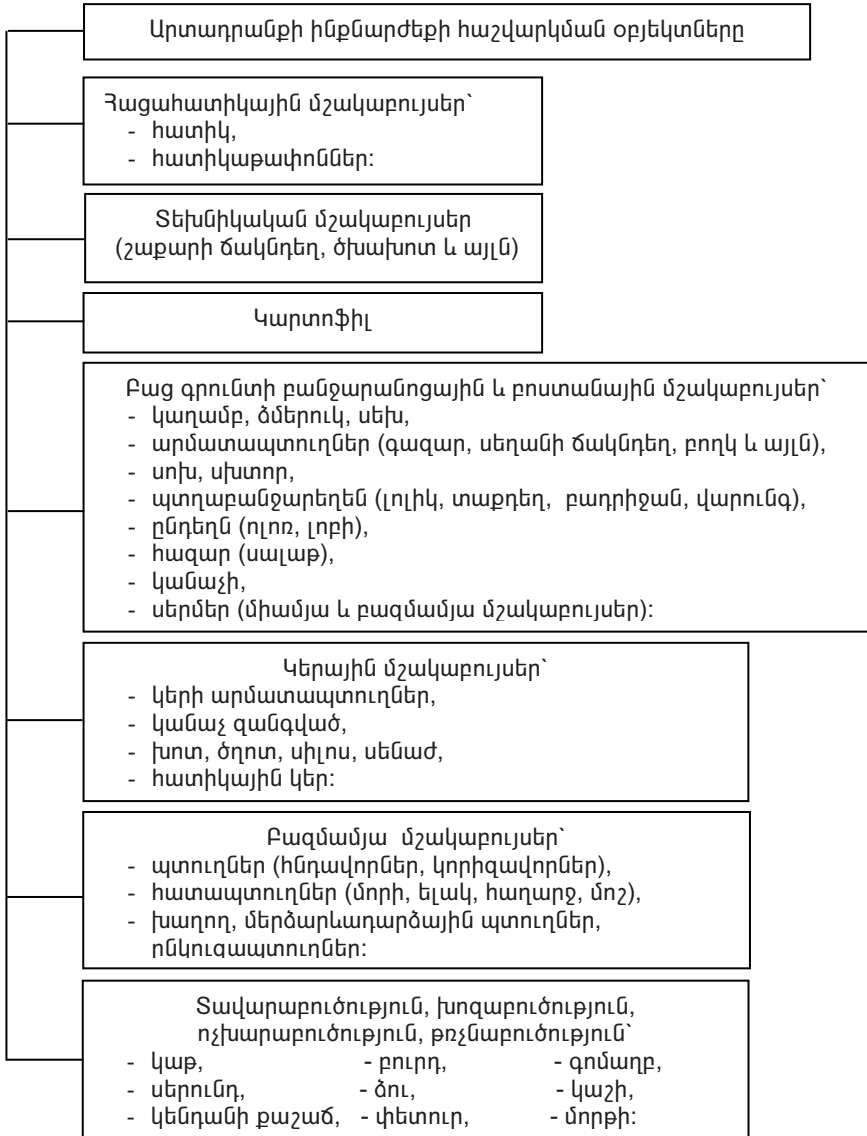 Արտադրանքի ինքնարժեքի հաշվարկման օբյեկտները
Հացահատիկային մշակաբույսեր`
- հատիկ,
- հատիկաթափոններ:
Տեխնիկական մշակաբույսեր
(շաքարի ճակնդեղ, ծխախոտ և այլն)
Կարտոֆիլ
Բաց գրունտի բանջարանոցային և բոստանային մշակաբույսեր`
- կաղամբ, ձմերուկ, սեխ,
- արմատապտուղներ (գազար, սեղանի ճակնդեղ, բողկ և այլն),
- սոխ, սխտոր,
- պտղաբանջարեղեն (լոլիկ, տաքդեղ, բադրիջան, վարունգ),
- ընդեղն (ոլոռ, լոբի),
- հազար (սալաթ),
- կանաչի,
- սերմեր (միամյա և բազմամյա մշակաբույսեր):
Կերային մշակաբույսեր`
- կերի արմատապտուղներ,
- կանաչ զանգված,
- խոտ, ծղոտ, սիլոս, սենաժ,
- հատիկային կեր:
Բազմամյա մշակաբույսեր`
- պտուղներ (հնդավորներ, կորիզավորներ),
- հատապտուղներ (մորի, ելակ, հաղարջ, մոշ),
- խաղող, մերձարևադարձային պտուղներ,
ընկուզապտուղներ:
Տավարաբուծություն, խոզաբուծություն,
ոչխարաբուծություն, թռչնաբուծություն`
- կաթ, - բուրդ, - գոմաղբ,
- սերունդ, - ձու, - կաշի,
- կենդանի քաշաճ, - փետուր, - մորթի: